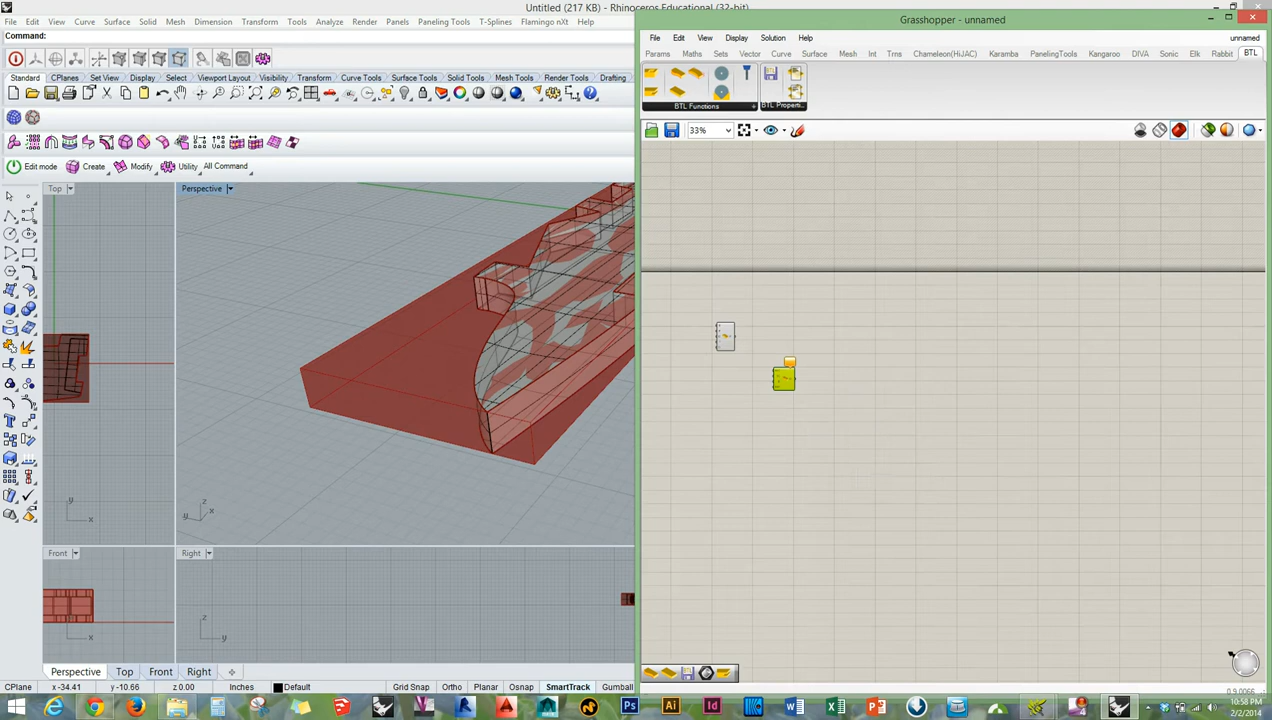 Untitled (217 KB) - Rhinoceros Educational (32-bit)
File Edit View Curve Surface Solid Mesh Dimension Transform Tools Analyze Render Panels Paneling Tools T-Splines Flamingo nXt Help
Command:
Standard CPlanes Set View Display Select Viewport Layout Visibility Transform Curve Tools Surface Tools Solid Tools Mesh Tools Render Tools Drafting
Edit mode Create Modify Utility All Command
Top
Perspective
y
x
z
y
x
Front
Right
z
x
z
y
Perspective Top Front Right
CPlane x -34.41 y -10.66 z 0.00 Inches Default Grid Snap Ortho Planar Osnap SmartTrack Gumball
Grasshopper - unnamed
File Edit View Display Solution Help unnamed
Params Maths Sets Vector Curve Surface Mesh Int Trns Chameleon(HiJAC) Karamba PanelingTools Kangaroo DIVA Sonic Elk Rabbit BTL
BTL Functions BTL Properti...
33%
0.9.0066
10:58 PM
2/2/2014